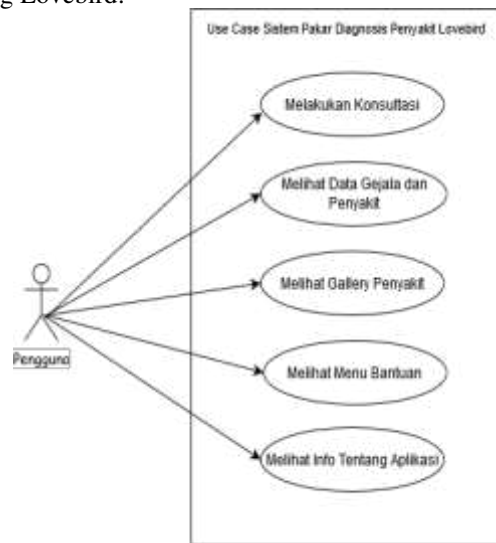 g Lovebird.
Use Case Sistem Pakar Diagnosis Penyakit Lovebird
Melakukan Konsultasi
Melihat Data Gejala dan
Penyakit
Melihat Gallery Penyakit
Pengguna
Melihat Menu Bantuan
Melihat Info Tentang Aplikasi